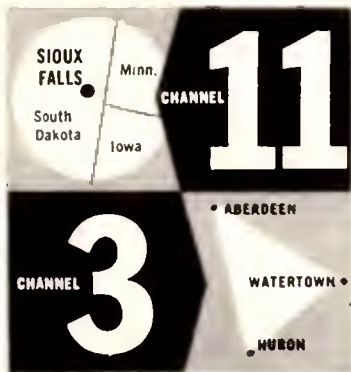 SIOUX
FALLS
Minn.
South
Dakota
Iowa
CHANNEL
11
CHANNEL
3
ABERDEEN
WATERTOWN
HURON